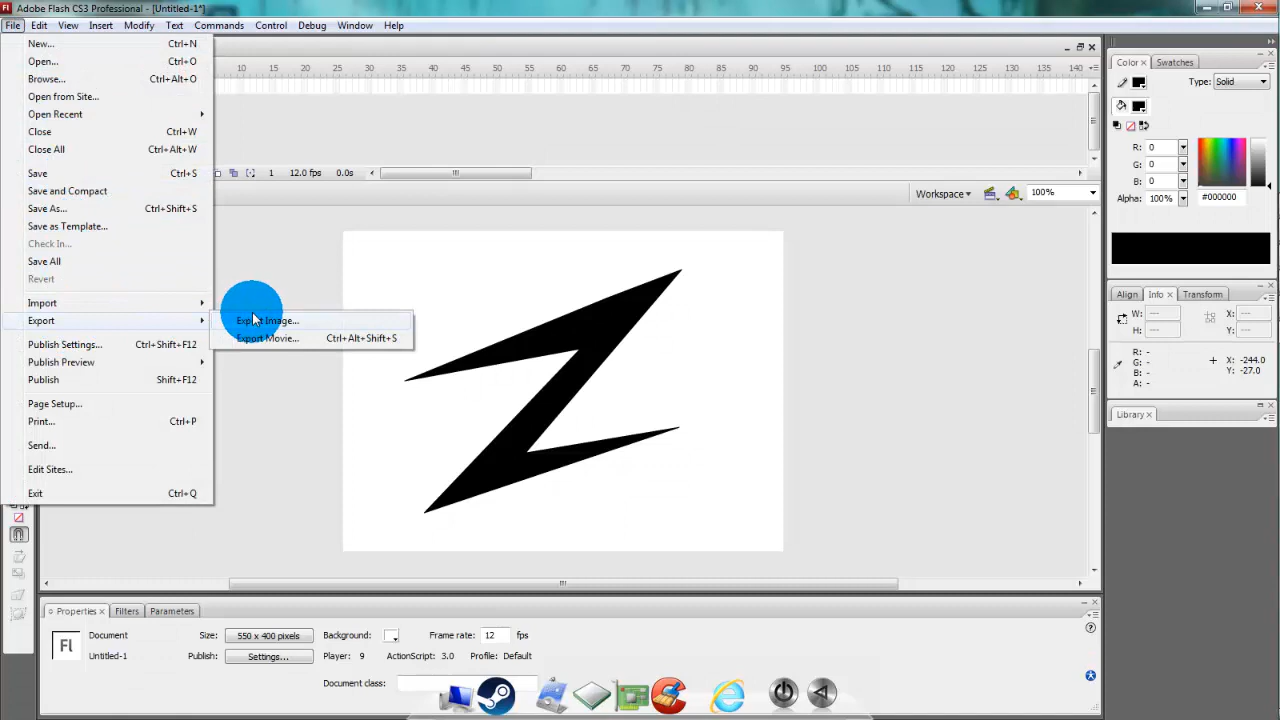 Adobe Flash CS3 Professional - [Untitled-1*]
File Edit View Insert Modify Text Commands Control Debug Window Help
New... Ctrl+N
Open... Ctrl+O
Browse... Ctrl+Alt+O
Open from Site...
Open Recent
Close Ctrl+W
Close All Ctrl+Alt+W
Save Ctrl+S
Save and Compact
Save As... Ctrl+Shift+S
Save as Template...
Check In...
Save All
Revert
Import
Export
Publish Settings... Ctrl+Shift+F12
Publish Preview
Publish Shift+F12
Page Setup...
Print... Ctrl+P
Send...
Edit Sites...
Exit Ctrl+Q
Export Image...
Export Movie... Ctrl+Alt+Shift+S
10 15 20 25 30 35 40 45 50 55 60 65 70 75 80 85 90 95 100 105 110 115 120 125 130 135 140
1 12.0 fps 0.0s
Workspace 100%
Color Swatches
Type: Solid
R: 0
G: 0
B: 0
Alpha: 100% #000000
Align Info Transform
W: --- X: ---
H: --- Y: ---
R: -
G: -
B: -
A: -
X: -244.0
Y: -27.0
Library
Properties Filters Parameters
Fl
Document Size: 550 x 400 pixels Background: Frame rate: 12 fps
Untitled-1 Publish: Settings... Player: 9 ActionScript: 3.0 Profile: Default
Document class: